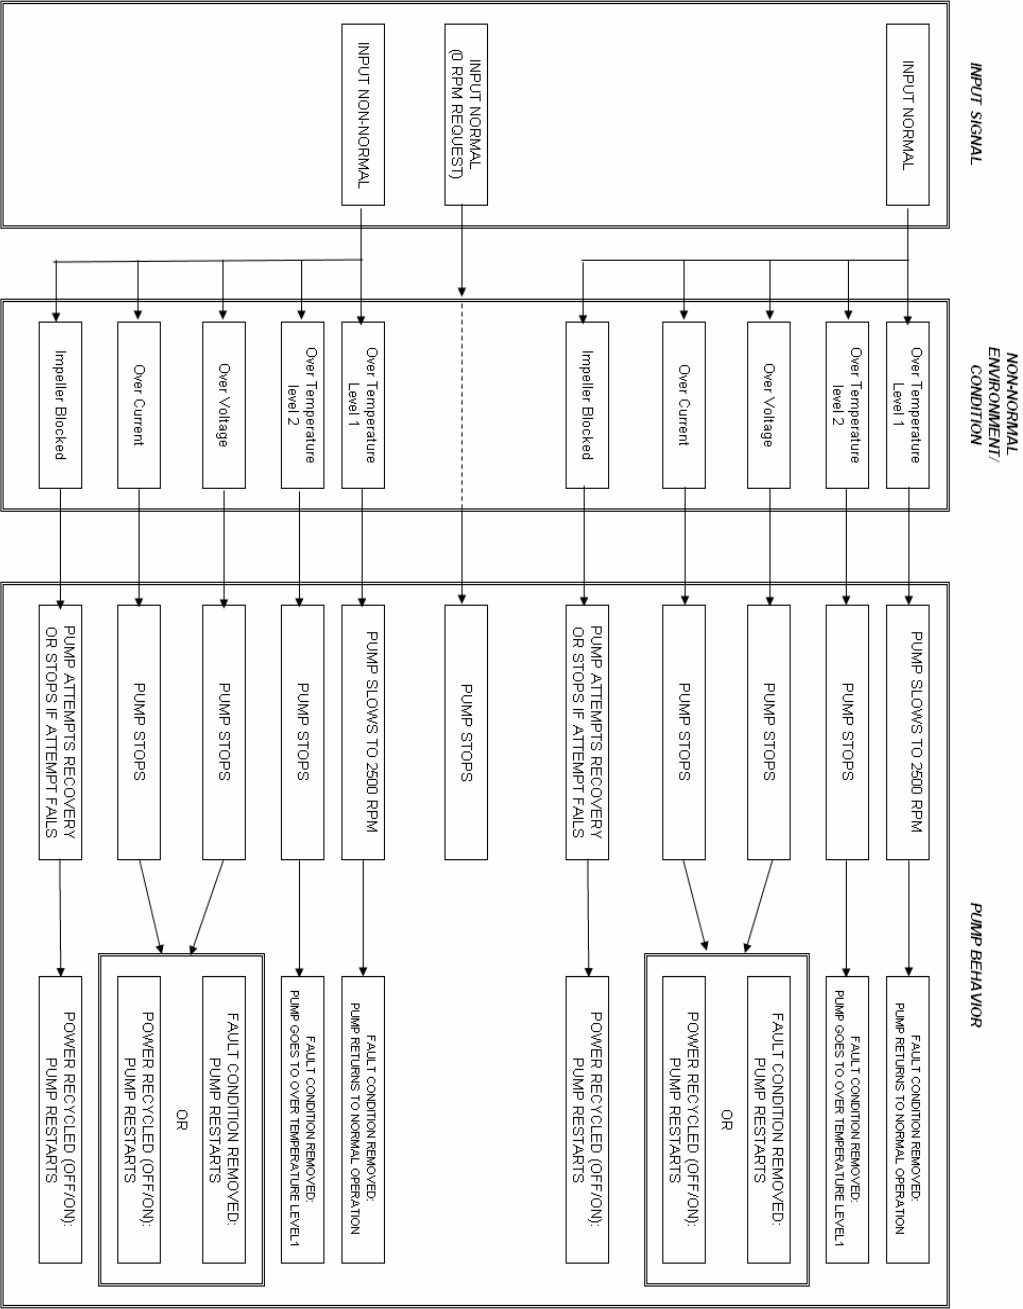 INPUT SIGNAL
NON-NORMAL
ENVIRONMENT/
CONDITION
PUMP BEHAVIOR
INPUT NORMAL
Over Temperature
Level 1
PUMP SLOWS TO 2500 RPM
FAULT CONDITION REMOVED:
PUMP RETURNS TO NORMAL OPERATION
Over Temperature
level 2
PUMP STOPS
FAULT CONDITION REMOVED:
PUMP GOES TO OVER TEMPERATURE LEVEL1
Over Voltage
PUMP STOPS
FAULT CONDITION REMOVED:
PUMP RESTARTS
OR
Over Current
PUMP STOPS
POWER RECYCLED (OFF/ON):
PUMP RESTARTS
Impeller Blocked
PUMP ATTEMPTS RECOVERY
OR STOPS IF ATTEMPT FAILS
POWER RECYCLED (OFF/ON):
PUMP RESTARTS
INPUT NORMAL
(0 RPM REQUEST)
PUMP STOPS
INPUT NON-NORMAL
Over Temperature
Level 1
PUMP SLOWS TO 2500 RPM
FAULT CONDITION REMOVED:
PUMP RETURNS TO NORMAL OPERATION
Over Temperature
level 2
PUMP STOPS
FAULT CONDITION REMOVED:
PUMP GOES TO OVER TEMPERATURE LEVEL1
Over Voltage
PUMP STOPS
FAULT CONDITION REMOVED:
PUMP RESTARTS
OR
Over Current
PUMP STOPS
POWER RECYCLED (OFF/ON):
PUMP RESTARTS
Impeller Blocked
PUMP ATTEMPTS RECOVERY
OR STOPS IF ATTEMPT FAILS
POWER RECYCLED (OFF/ON):
PUMP RESTARTS